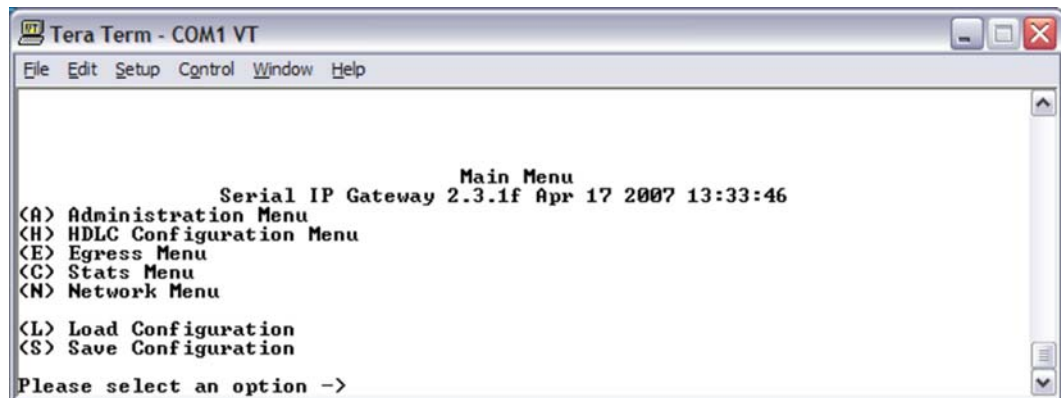 Tera Term - COM1 VT
File Edit Setup Control Window Help
Main Menu
Serial IP Gateway 2.3.1f Apr 17 2007 13:33:46
(A) Administration Menu
(H) HDLC Configuration Menu
(E) Egress Menu
(C) Stats Menu
(N) Network Menu
(L) Load Configuration
(S) Save Configuration
Please select an option ->